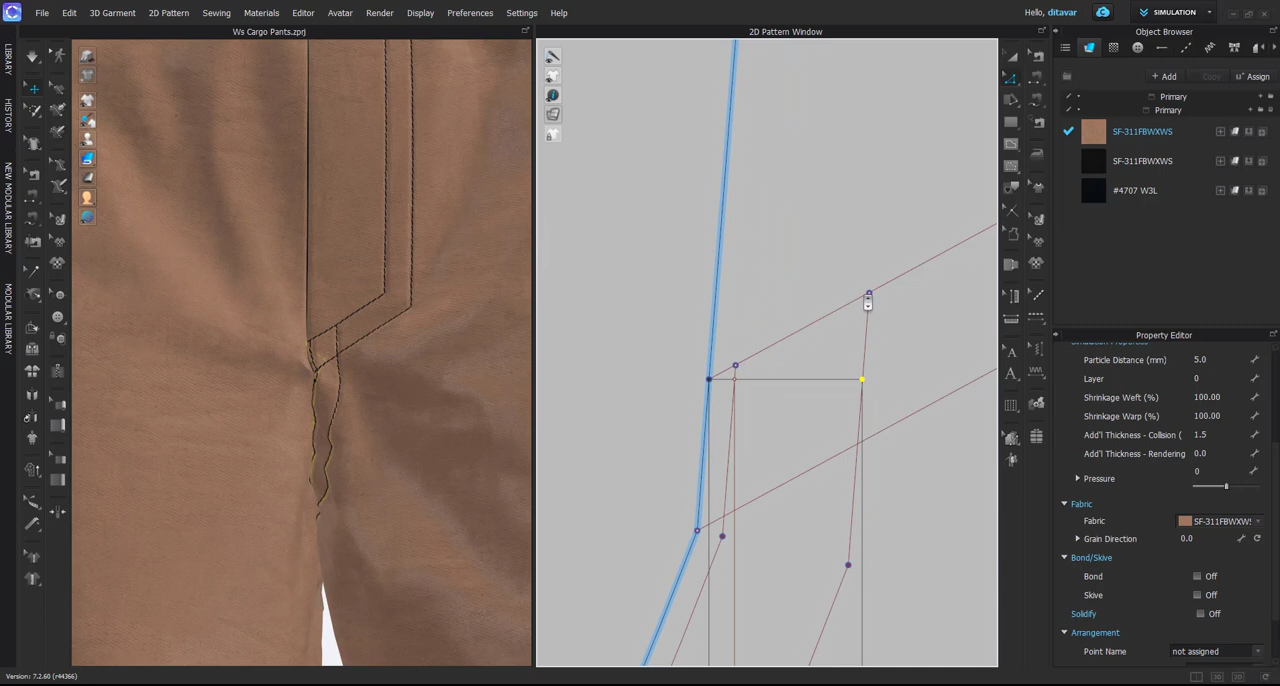 File Edit 3D Garment 2D Pattern Sewing Materials Editor Avatar Render Display Preferences Settings Help
Hello, ditavar
SIMULATION
Ws Cargo Pants.zprj
2D Pattern Window
Object Browser
LIBRARY
HISTORY
NEW MODULAR LIBRARY
MODULAR LIBRARY
+ Add
Copy
Assign
Primary
Primary
SF-311FBWXWS
SF-311FBWXWS
#4707 W3L
Property Editor
Particle Distance (mm) 5.0
Layer 0
Shrinkage Weft (%) 100.00
Shrinkage Warp (%) 100.00
Add'l Thickness - Collision ( 1.5
Add'l Thickness - Rendering 0.0
Pressure 0
Fabric
Fabric SF-311FBWXW
Grain Direction 0.0
Bond/Skive
Bond Off
Skive Off
Solidify Off
Arrangement
Point Name not assigned
Version: 7.2.60 (r44366)
3D
2D